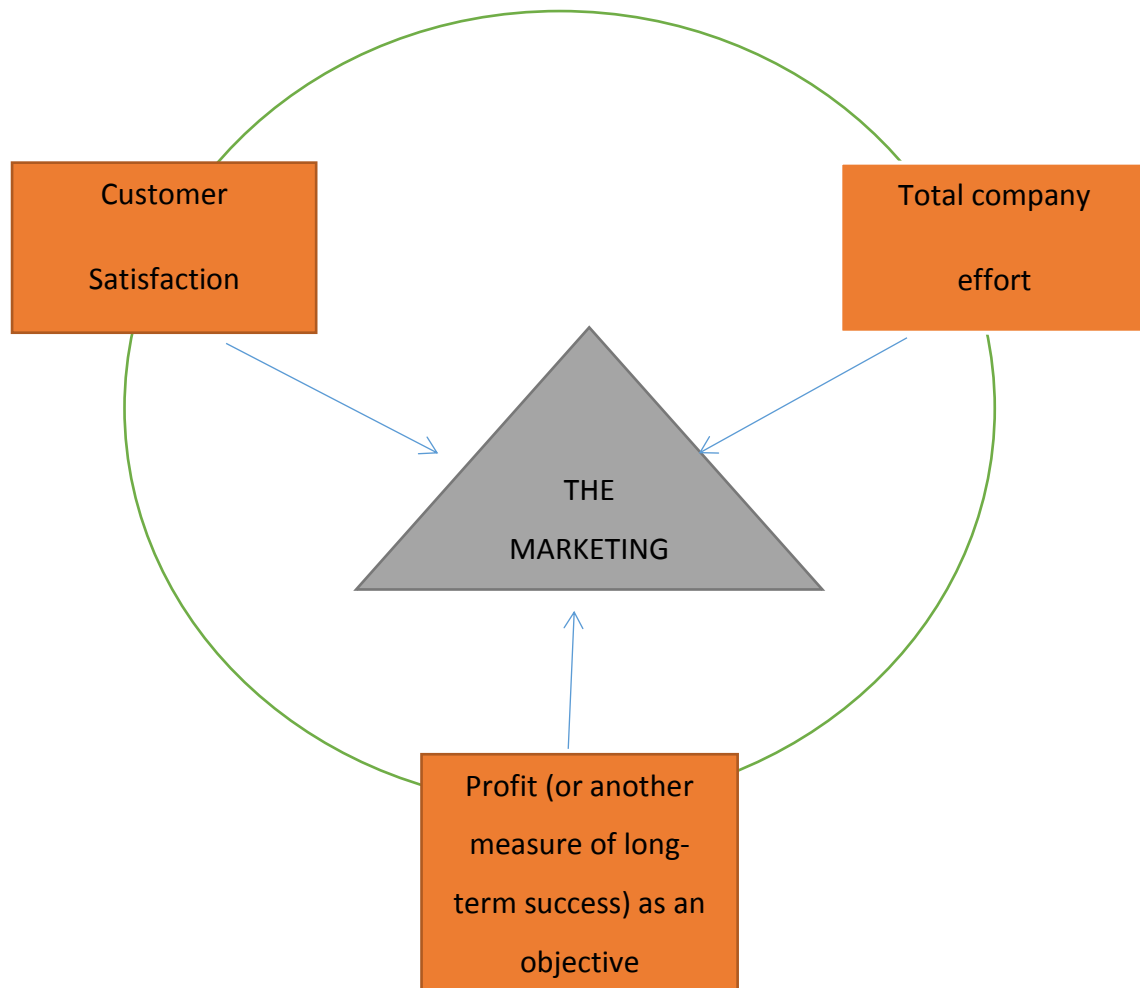 Customer
Satisfaction
Total company
effort
THE
MARKETING
Profit (or another
measure of long-
term success) as an
objective